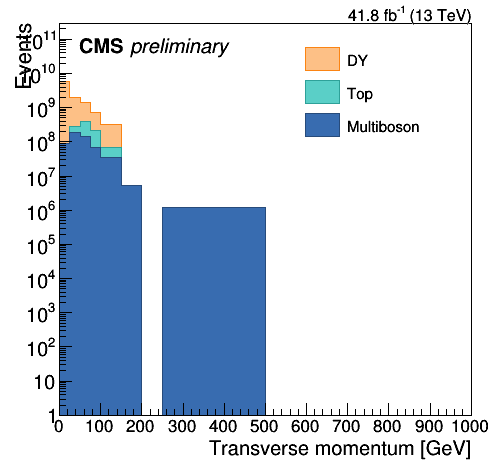 41.8 fb⁻¹ (13 TeV)
Events
CMS preliminary
DY
Top
Multiboson
10¹¹
10¹⁰
10⁹
10⁸
10⁷
10⁶
10⁵
10⁴
10³
10²
10
1
0 100 200 300 400 500 600 700 800 900 1000
Transverse momentum [GeV]